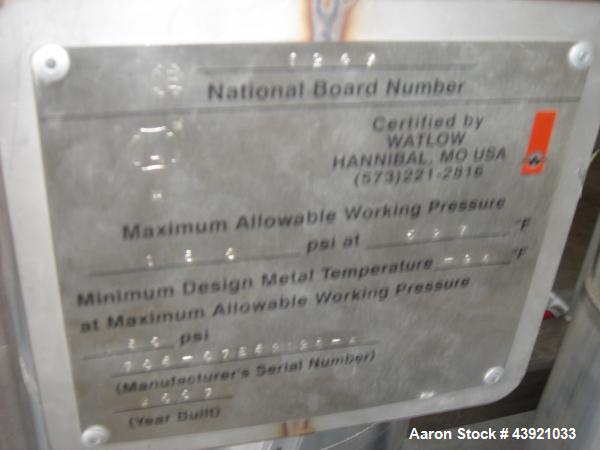 National Board Number
Certified by
WATLOW
HANNIBAL, MO USA
(573)221-2816
Maximum Allowable Working Pressure
psi at °F
Minimum Design Metal Temperature °F
at Maximum Allowable Working Pressure
psi
(Manufacturer's Serial Number)
2007
(Year Built)
Aaron Stock # 43921033